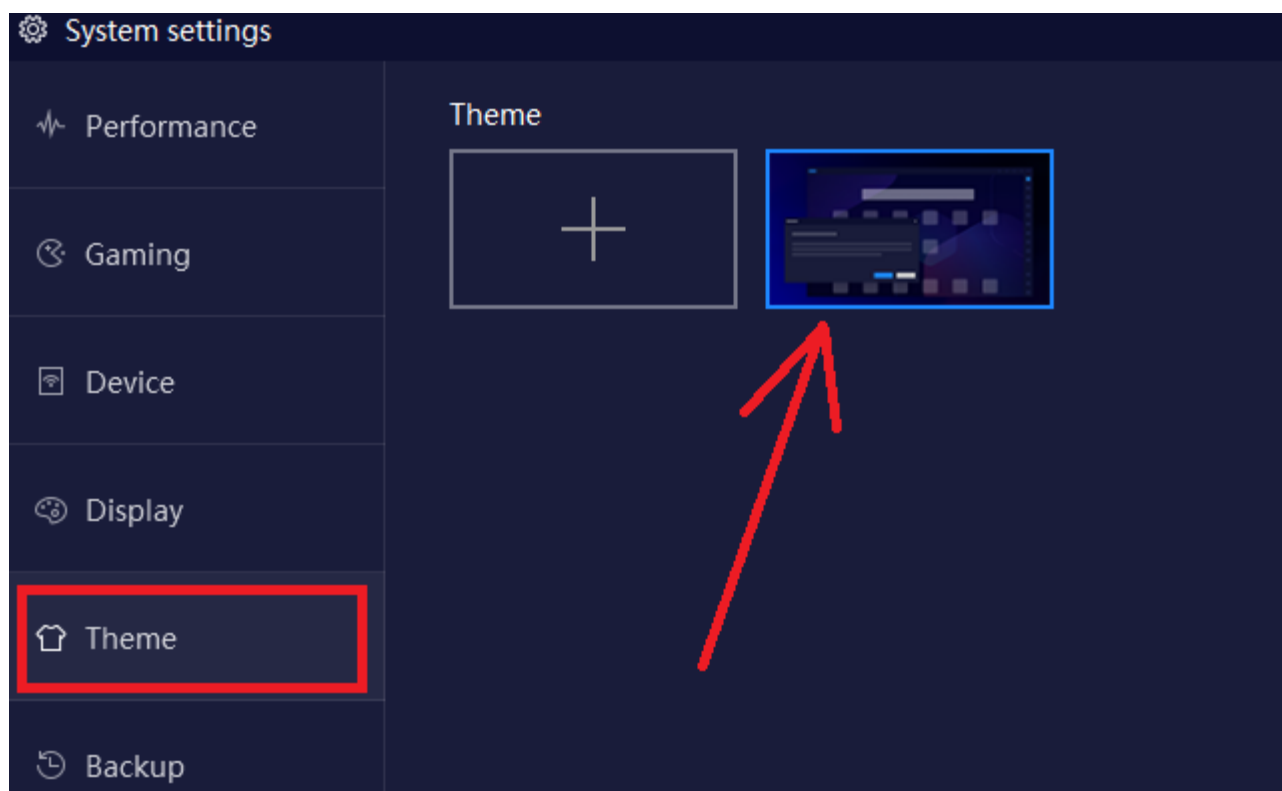 System settings
Performance
Gaming
Device
Display
Theme
Backup
Theme